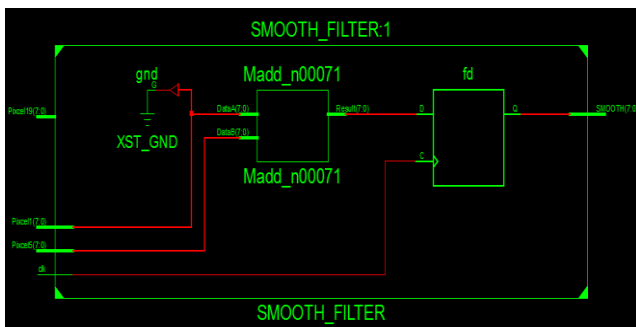 SMOOTH_FILTER:1
gnd
G
XST_GND
Madd_n00071
DataA(7:0)
DataB(7:0)
Result(7:0)
Madd_n00071
fd
D
Q
C
Pixcel19(7:0)
Pixcel1(7:0)
Pixcel5(7:0)
clk
SMOOTH(7:0)
SMOOTH_FILTER